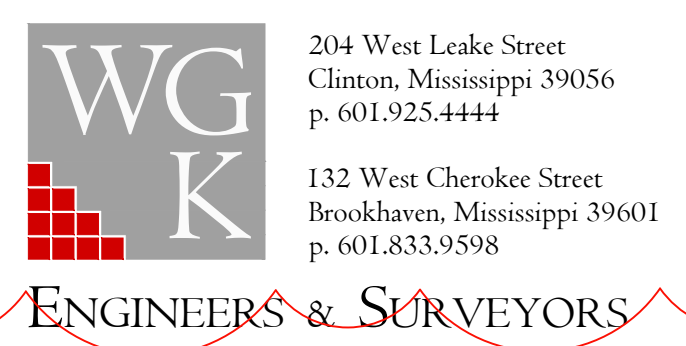 WG
K
204 West Leake Street
Clinton, Mississippi 39056
p. 601.925.4444
132 West Cherokee Street
Brookhaven, Mississippi 39601
p. 601.833.9598
ENGINEERS & SURVEYORS